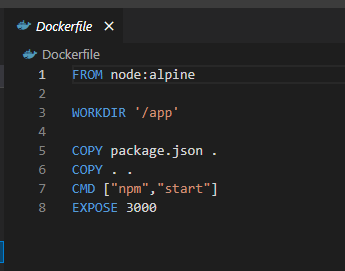 Dockerfile ×
Dockerfile
1 FROM node:alpine
2
3 WORKDIR '/app'
4
5 COPY package.json .
6 COPY . .
7 CMD ["npm","start"]
8 EXPOSE 3000